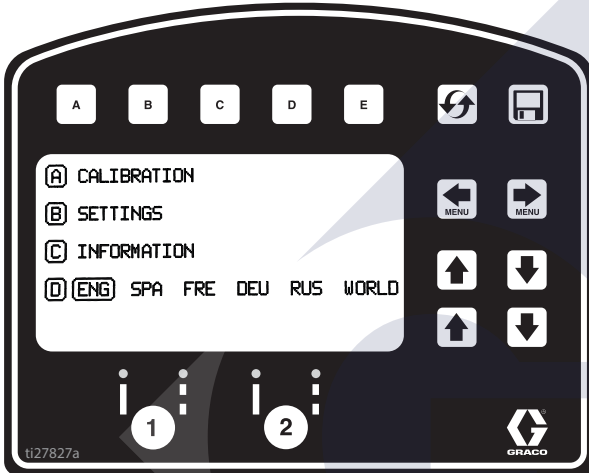 A B C D E
A CALIBRATION
MENU MENU
B SETTINGS
C INFORMATION
D ENG SPA FRE DEU RUS WORLD
1 2
GRACO
ti27827a